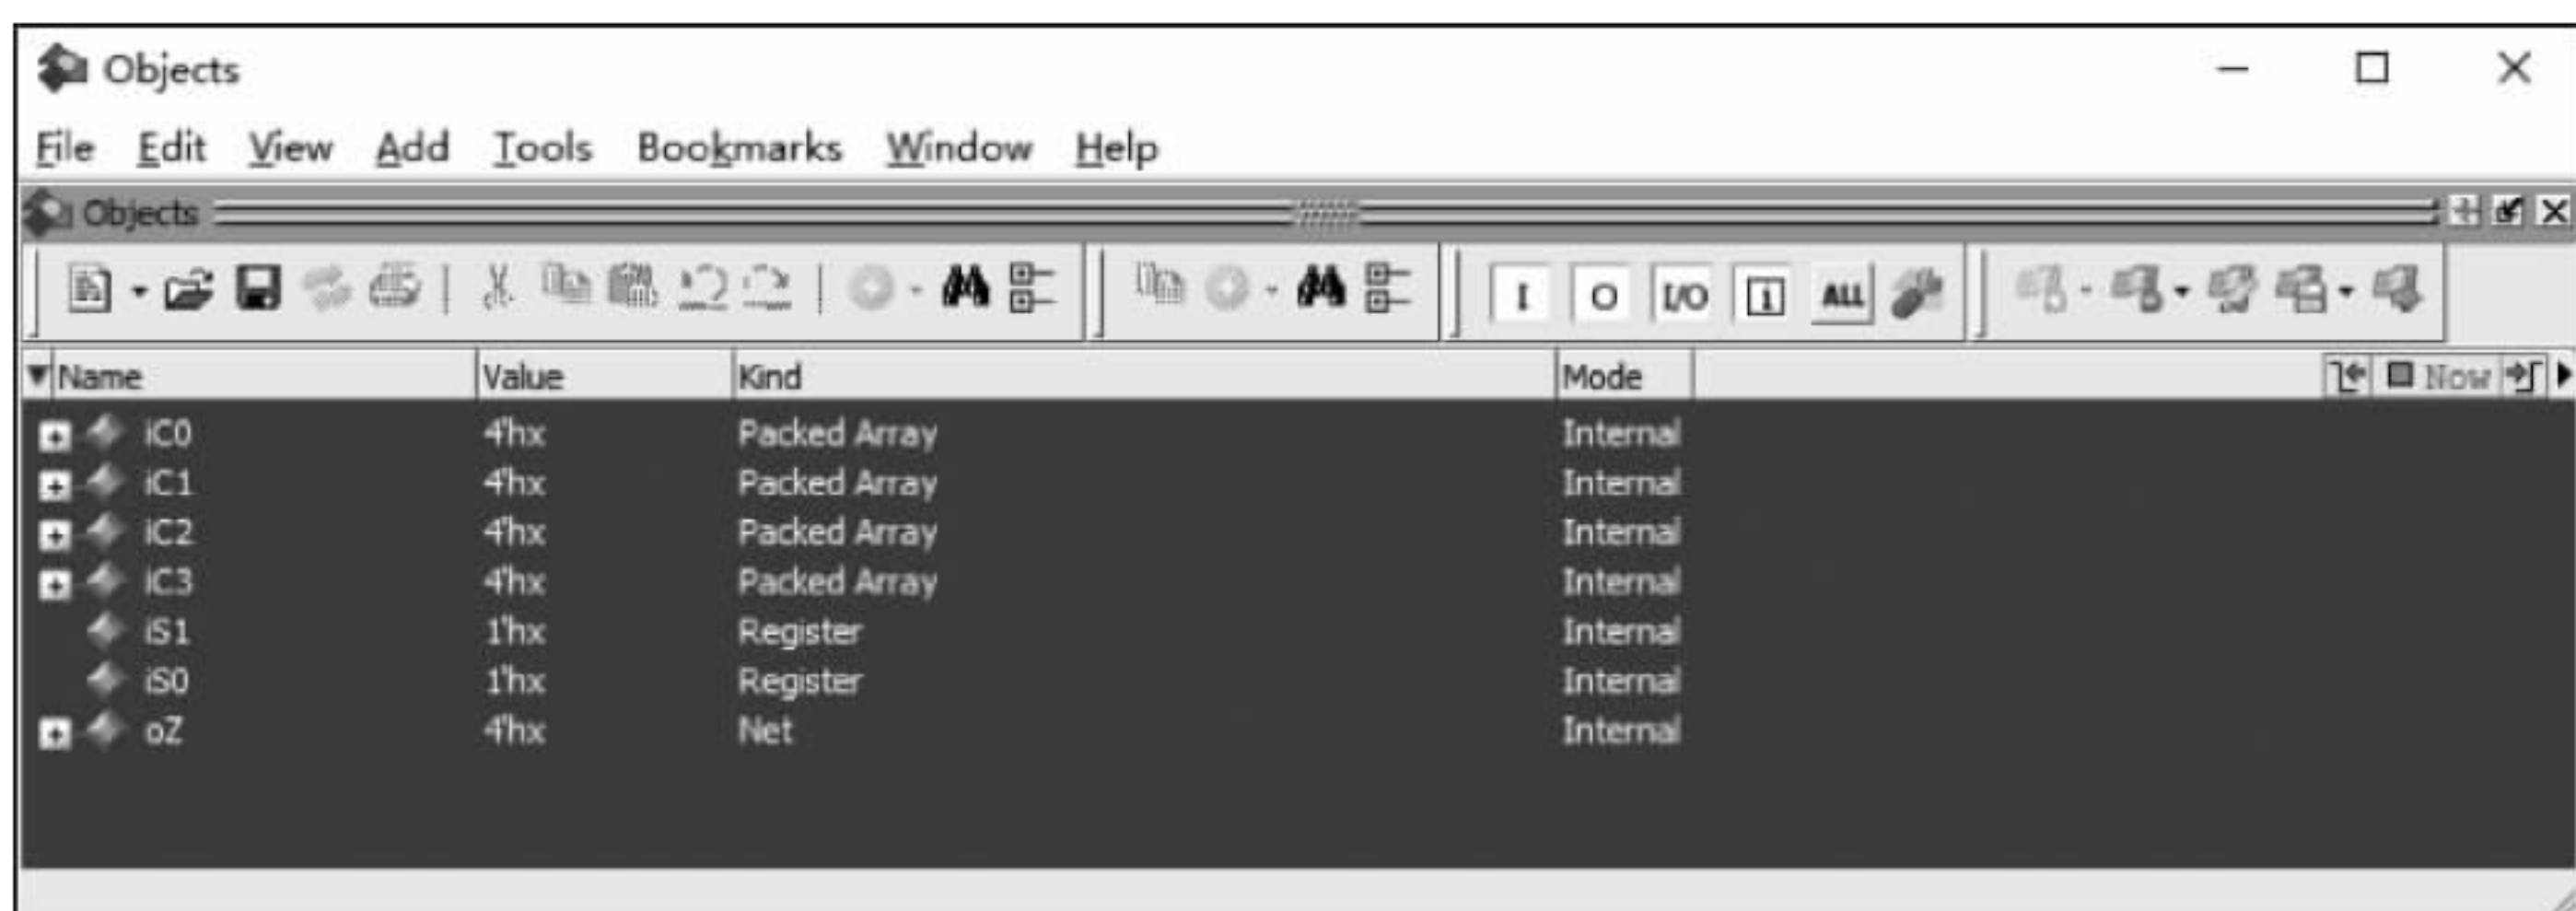 Objects
File Edit View Add Tools Bookmarks Window Help
Objects
I O I/O i ALL
Name Value Kind Mode Now
iC0 4'hx Packed Array Internal
iC1 4'hx Packed Array Internal
iC2 4'hx Packed Array Internal
iC3 4'hx Packed Array Internal
iS1 1'hx Register Internal
iS0 1'hx Register Internal
oZ 4'hx Net Internal